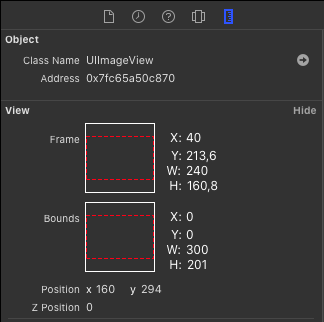 Object
Class Name UIImageView
Address 0x7fc65a50c870
View Hide
Frame
X: 40
Y: 213,6
W: 240
H: 160,8
Bounds
X: 0
Y: 0
W: 300
H: 201
Position x 160 y 294
Z Position 0